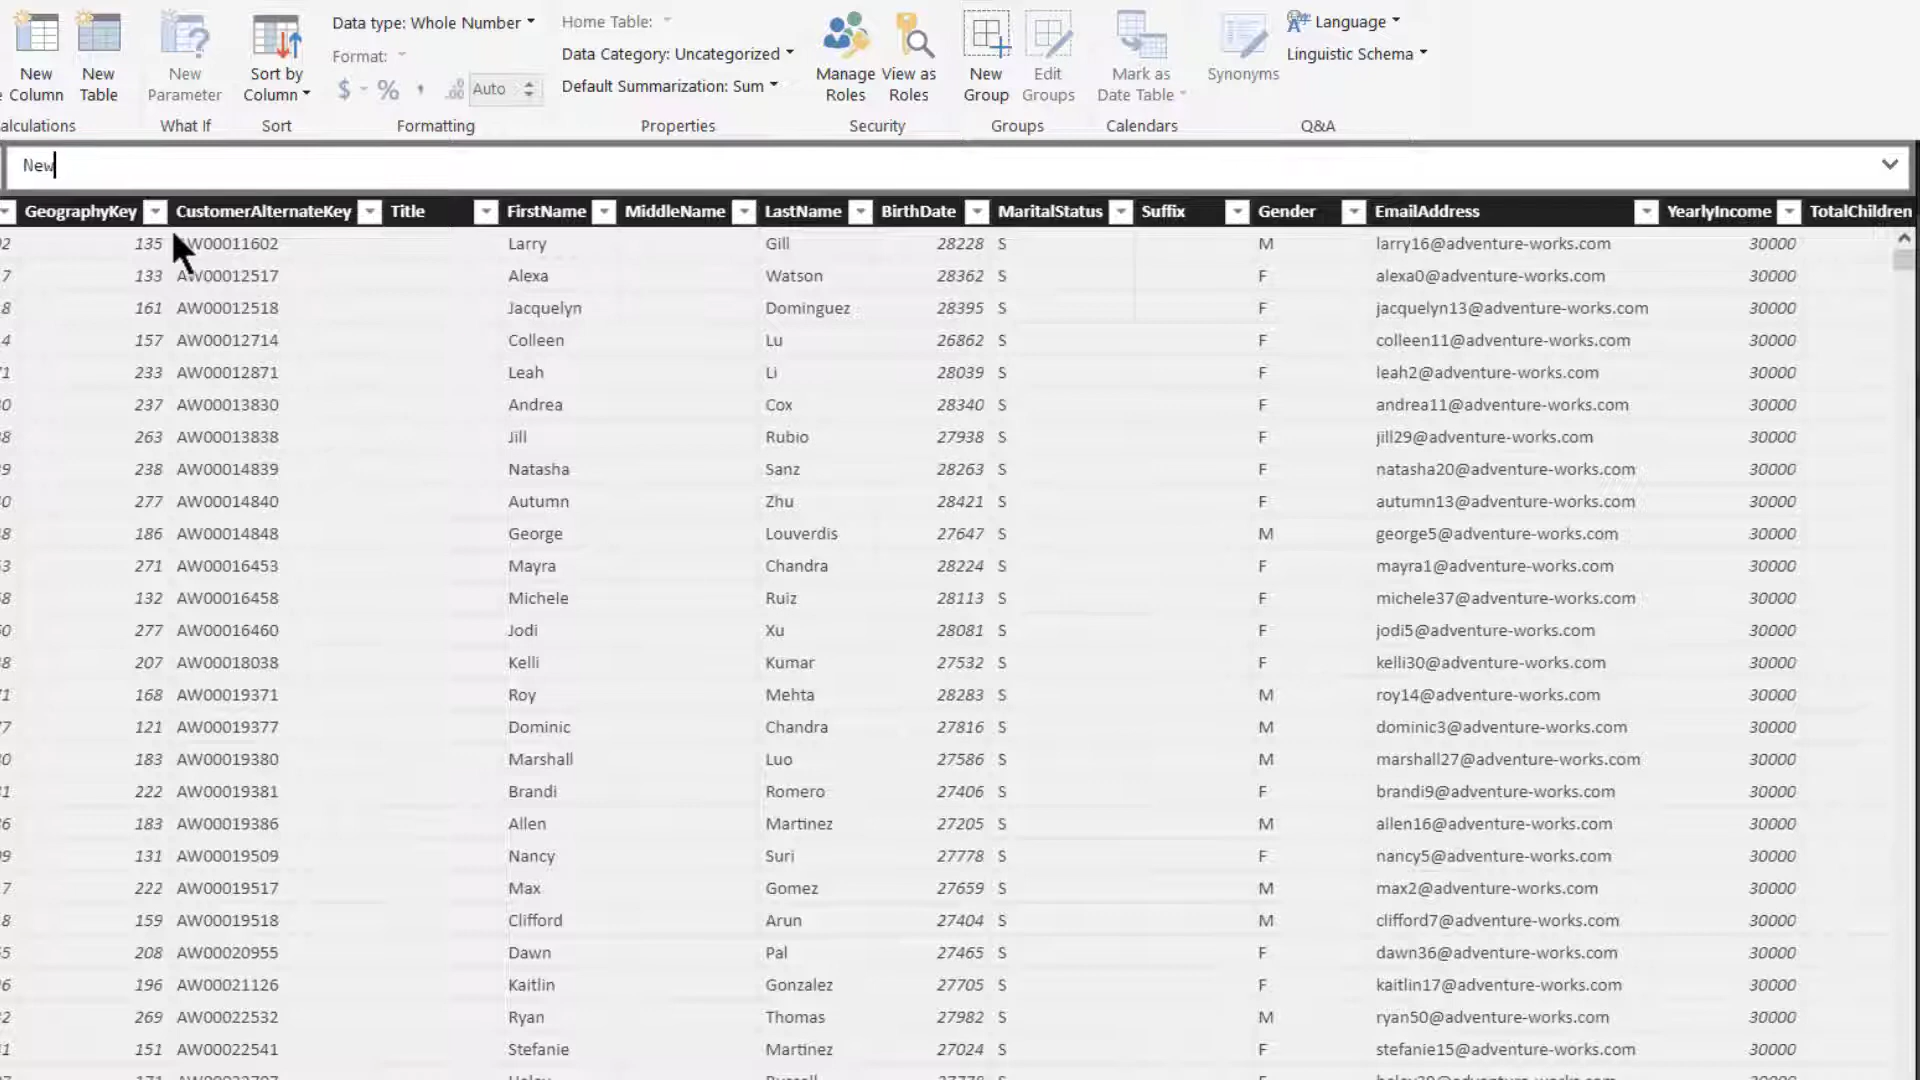 Data type: Whole Number Home Table: Language
Format: Data Category: Uncategorized Linguistic Schema
New Column New Table New Parameter Sort by Column $ % , .00 Auto Default Summarization: Sum Manage Roles View as Roles New Group Edit Groups Mark as Date Table Synonyms
alculations What If Sort Formatting Properties Security Groups Calendars Q&A
New
GeographyKey CustomerAlternateKey Title FirstName MiddleName LastName BirthDate MaritalStatus Suffix Gender EmailAddress YearlyIncome TotalChildren
135 AW00011602 Larry Gill 28228 S M larry16@adventure-works.com 30000
133 AW00012517 Alexa Watson 28362 S F alexa0@adventure-works.com 30000
161 AW00012518 Jacquelyn Dominguez 28395 S F jacquelyn13@adventure-works.com 30000
157 AW00012714 Colleen Lu 26862 S F colleen11@adventure-works.com 30000
233 AW00012871 Leah Li 28039 S F leah2@adventure-works.com 30000
237 AW00013830 Andrea Cox 28340 S F andrea11@adventure-works.com 30000
263 AW00013838 Jill Rubio 27938 S F jill29@adventure-works.com 30000
238 AW00014839 Natasha Sanz 28263 S F natasha20@adventure-works.com 30000
277 AW00014840 Autumn Zhu 28421 S F autumn13@adventure-works.com 30000
186 AW00014848 George Louverdis 27647 S M george5@adventure-works.com 30000
271 AW00016453 Mayra Chandra 28224 S F mayra1@adventure-works.com 30000
132 AW00016458 Michele Ruiz 28113 S F michele37@adventure-works.com 30000
277 AW00016460 Jodi Xu 28081 S F jodi5@adventure-works.com 30000
207 AW00018038 Kelli Kumar 27532 S F kelli30@adventure-works.com 30000
168 AW00019371 Roy Mehta 28283 S M roy14@adventure-works.com 30000
121 AW00019377 Dominic Chandra 27816 S M dominic3@adventure-works.com 30000
183 AW00019380 Marshall Luo 27586 S M marshall27@adventure-works.com 30000
222 AW00019381 Brandi Romero 27406 S F brandi9@adventure-works.com 30000
183 AW00019386 Allen Martinez 27205 S M allen16@adventure-works.com 30000
131 AW00019509 Nancy Suri 27778 S F nancy5@adventure-works.com 30000
222 AW00019517 Max Gomez 27659 S M max2@adventure-works.com 30000
159 AW00019518 Clifford Arun 27404 S M clifford7@adventure-works.com 30000
208 AW00020955 Dawn Pal 27465 S F dawn36@adventure-works.com 30000
196 AW00021126 Kaitlin Gonzalez 27705 S F kaitlin17@adventure-works.com 30000
269 AW00022532 Ryan Thomas 27982 S M ryan50@adventure-works.com 30000
151 AW00022541 Stefanie Martinez 27024 S F stefanie15@adventure-works.com 30000